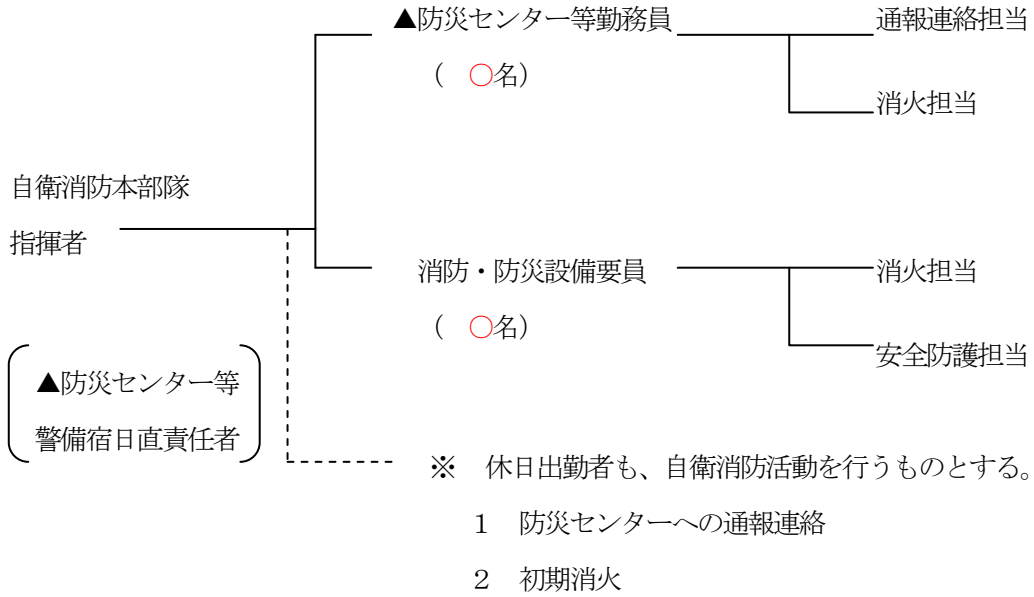 ▲防災センター等勤務員
( ○名)
通報連絡担当
消火担当
自衛消防本部隊
指揮者
消防・防災設備要員
( ○名)
消火担当
安全防護担当
▲防災センター等
警備宿日直責任者
※ 休日出勤者も、自衛消防活動を行うものとする。
1 防災センターへの通報連絡
2 初期消火